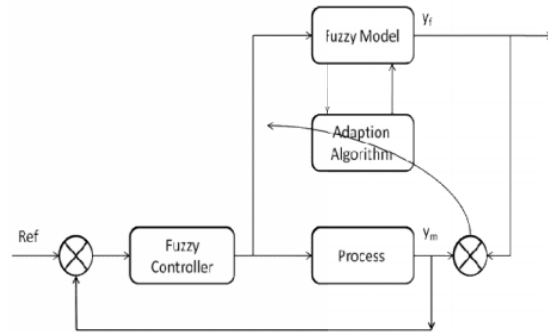 Fuzzy Model
yf
Adaption
Algorithm
Ref
Fuzzy
Controller
Process
ym